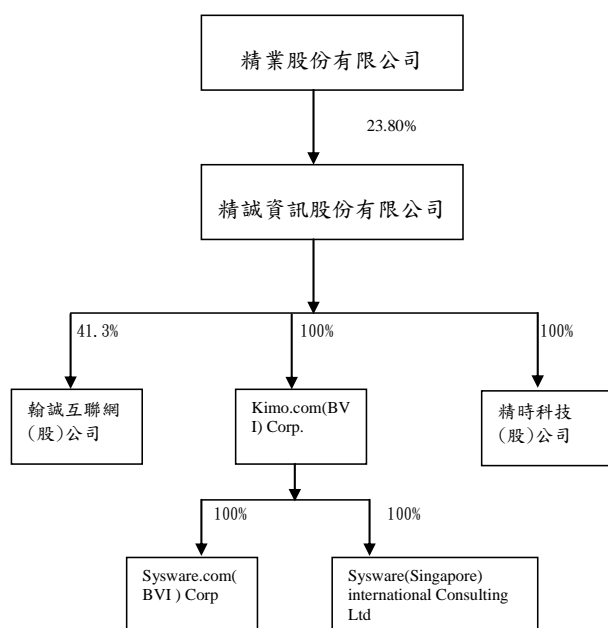 精業股份有限公司
23.80%
精誠資訊股份有限公司
41.3%
100%
100%
翰誠互聯網
(股)公司
Kimo.com(BV
I) Corp.
精時科技
(股)公司
100%
100%
Sysware.com(
BVI ) Corp
Sysware(Singapore)
international Consulting
Ltd